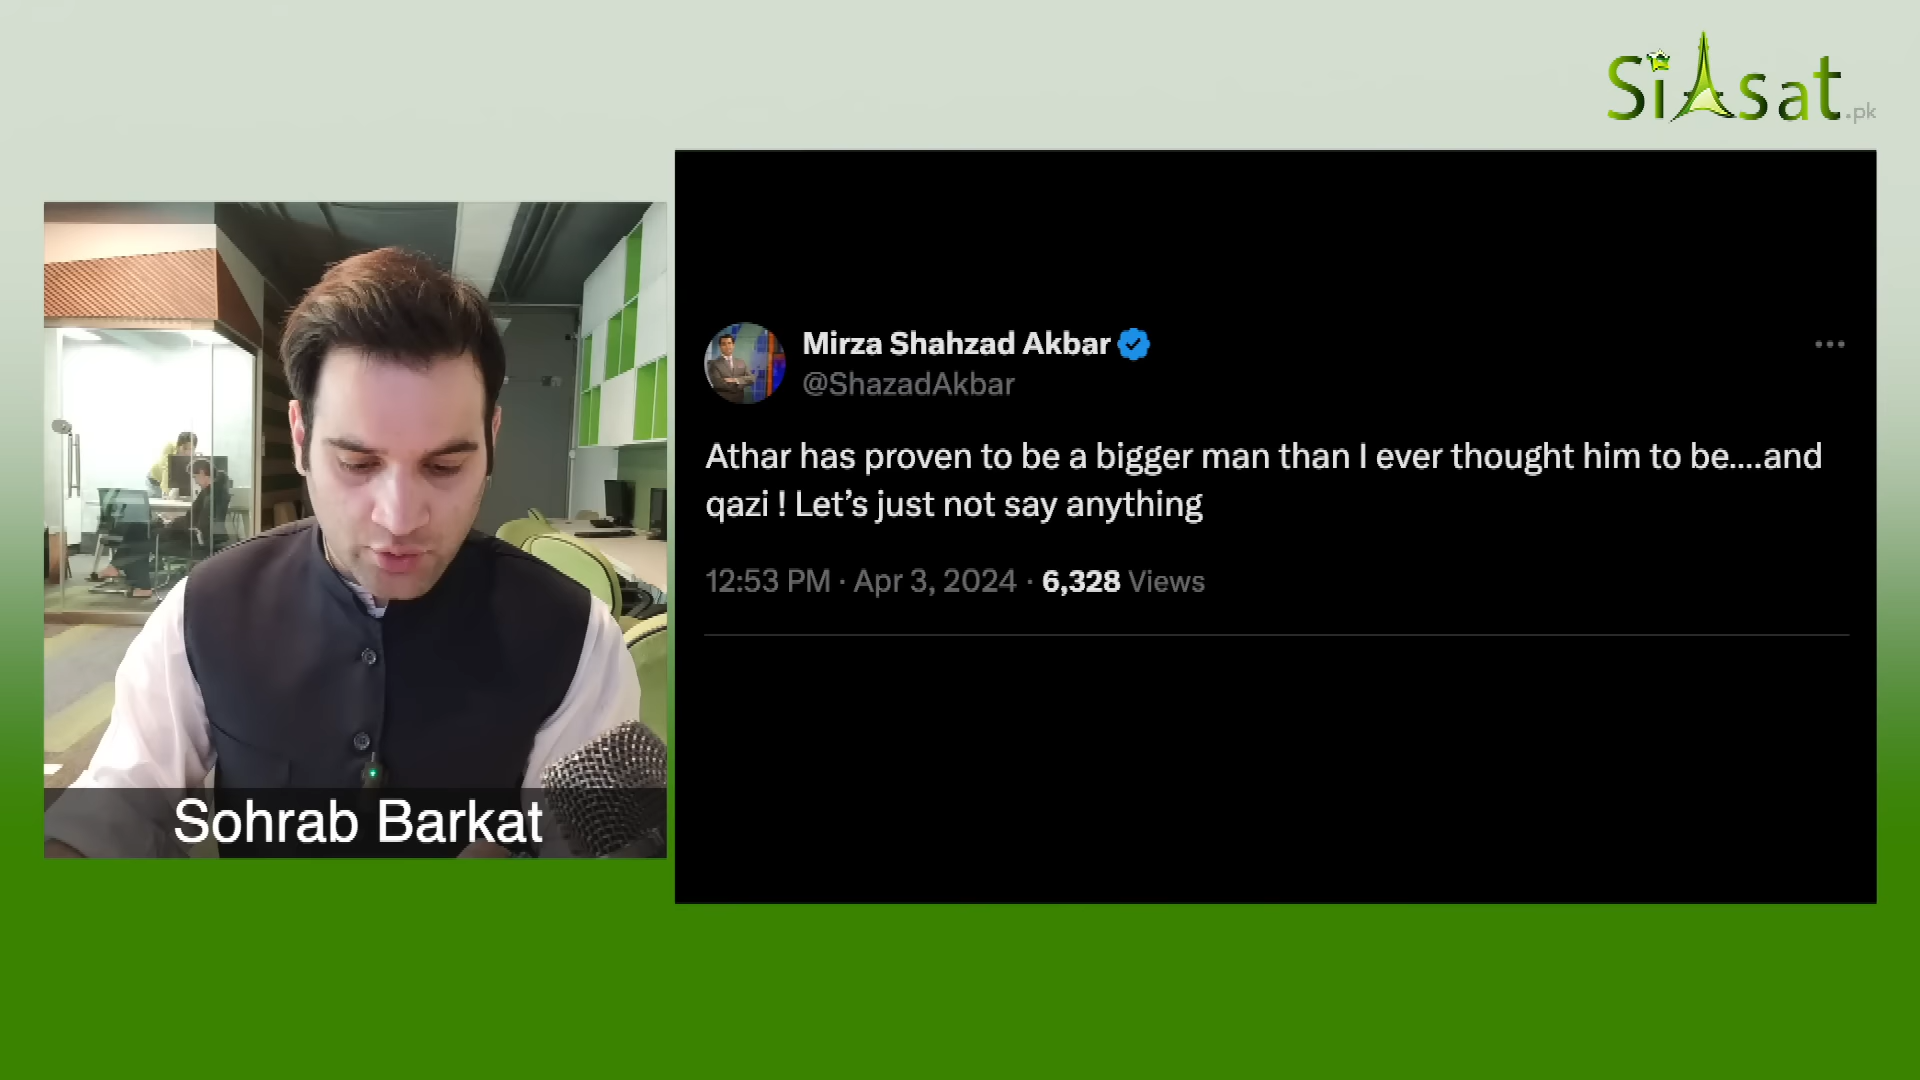 SiAsat.pk
Mirza Shahzad Akbar
@ShazadAkbar
Athar has proven to be a bigger man than I ever thought him to be....and
qazi ! Let’s just not say anything
12:53 PM · Apr 3, 2024 · 6,328 Views
Sohrab Barkat